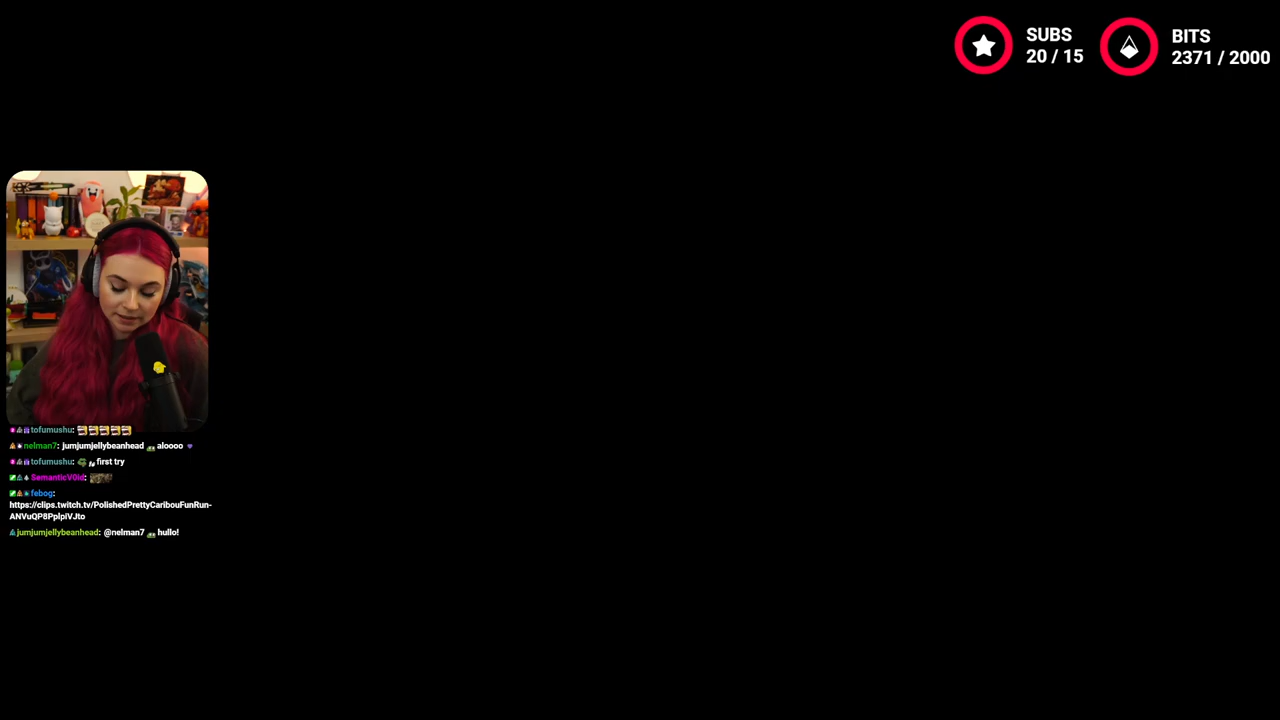 SUBS
20 / 15
BITS
2371 / 2000
tofumushu:
nelman7: jumjumjellybeanhead aloooo
tofumushu: first try
SemanticV0id:
febog:
https://clips.twitch.tv/PolishedPrettyCaribouFunRun-
ANVuQP8PplpiVJto
jumjumjellybeanhead: @nelman7 hullo!